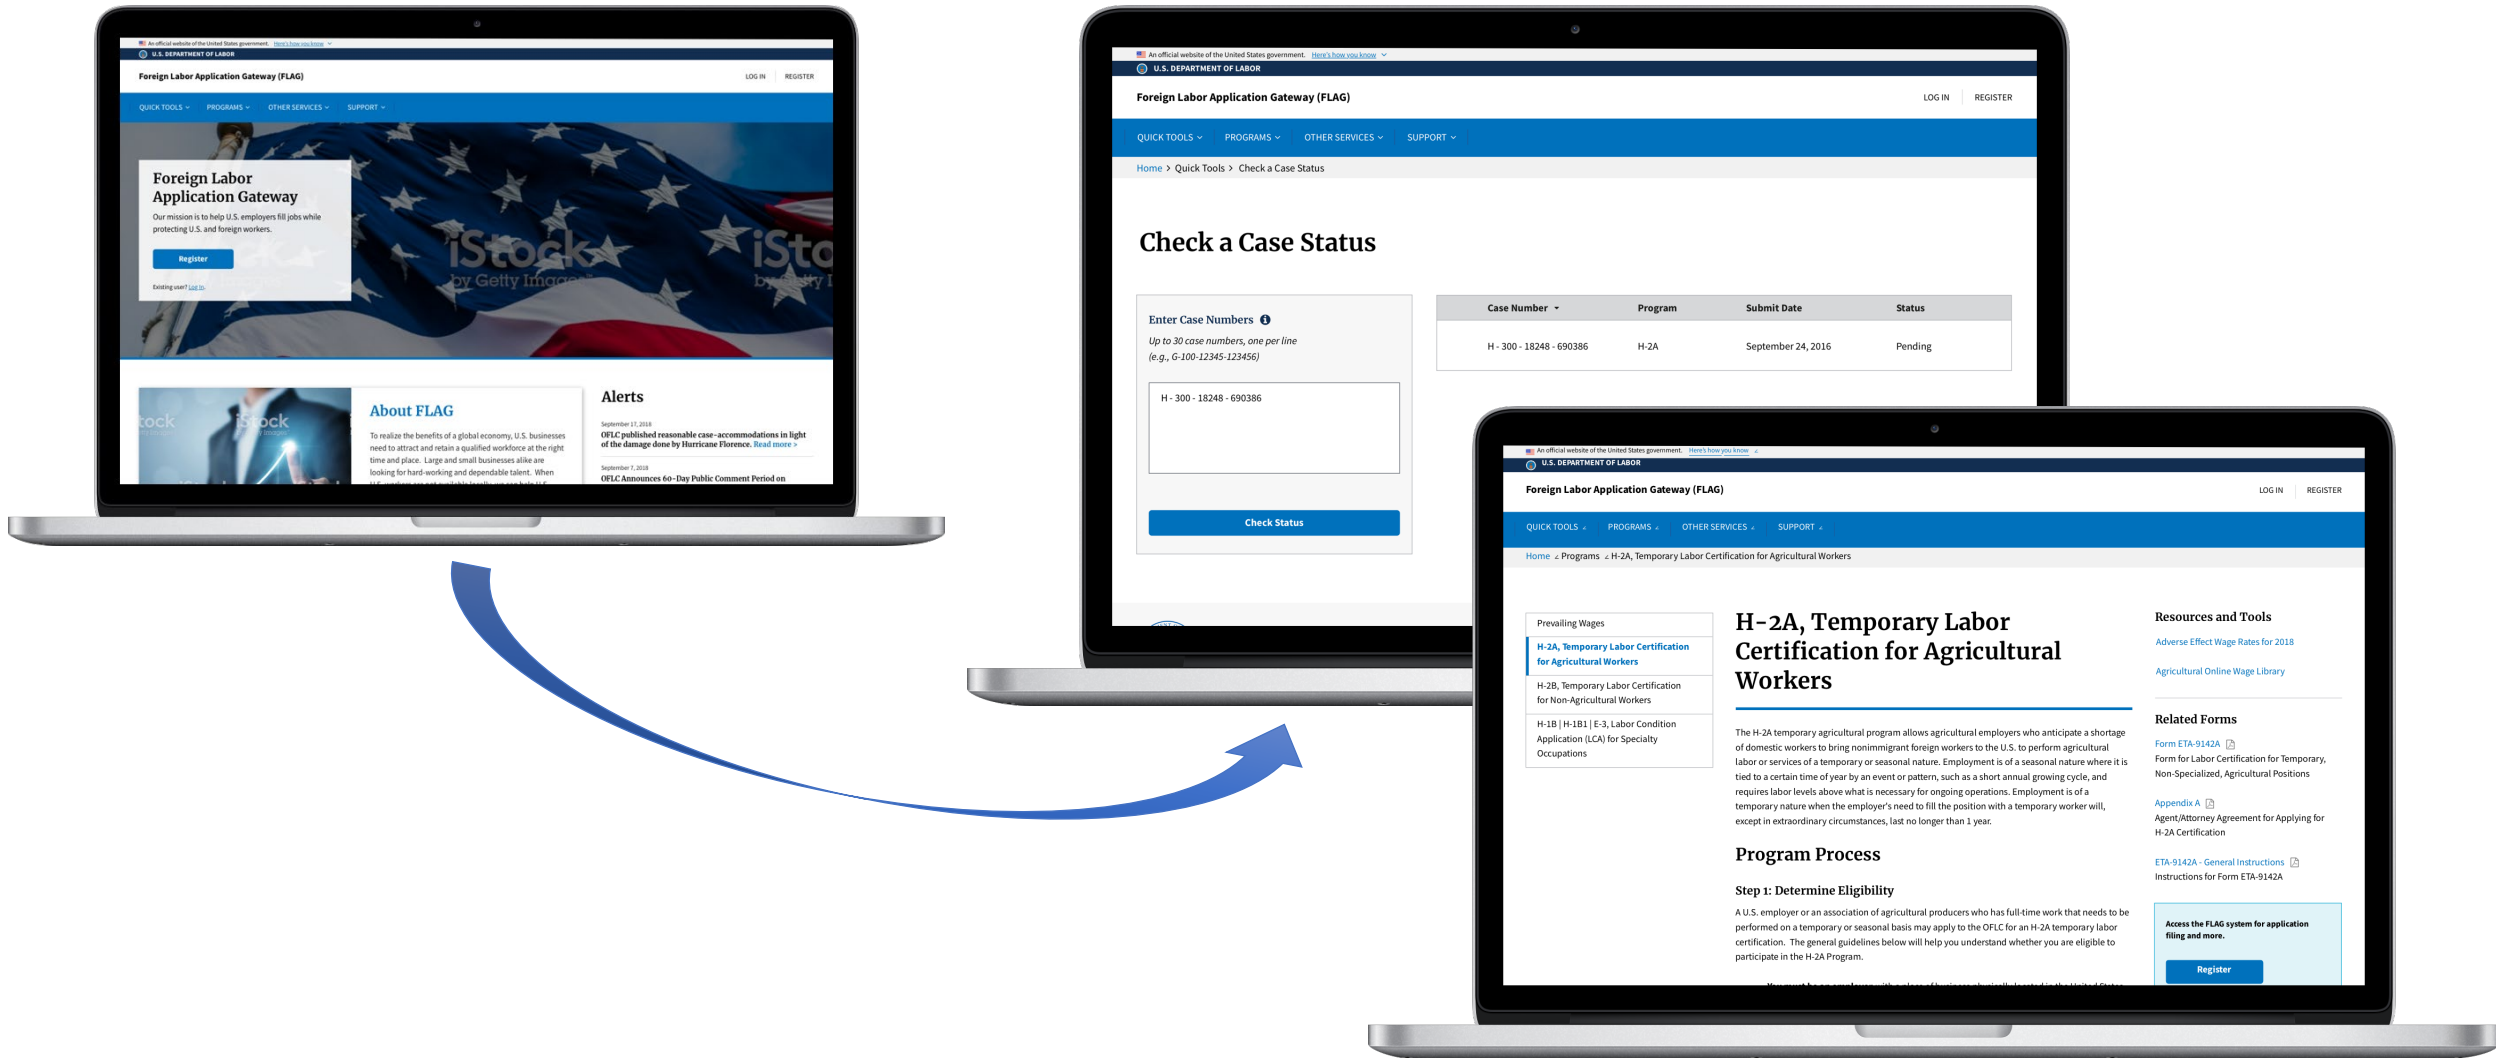 An official website of the United States government. Here's how you know
U.S. DEPARTMENT OF LABOR
Foreign Labor Application Gateway (FLAG)
LOG IN
REGISTER
QUICK TOOLS
PROGRAMS
OTHER SERVICES
SUPPORT
Foreign Labor
Application Gateway
Our mission is to help U.S. employers fill jobs while
protecting U.S. and foreign workers.
Register
Existing user? Log in.
iStock
by Getty Images™
iSto
by Getty I
tock
iStock
About FLAG
To realize the benefits of a global economy, U.S. businesses
need to attract and retain a qualified workforce at the right
time and place. Large and small businesses alike are
looking for hard-working and dependable talent. When
Alerts
September 17, 2018
OFLC published reasonable case-accommodations in light
of the damage done by Hurricane Florence. Read more >
September 7, 2018
OFLC Announces 60-Day Public Comment Period on
An official website of the United States government. Here's how you know
U.S. DEPARTMENT OF LABOR
Foreign Labor Application Gateway (FLAG)
LOG IN
REGISTER
QUICK TOOLS
PROGRAMS
OTHER SERVICES
SUPPORT
Home > Quick Tools > Check a Case Status
Check a Case Status
Enter Case Numbers
Up to 30 case numbers, one per line
(e.g., G-100-12345-123456)
H - 300 - 18248 - 690386
Check Status
Case Number Program Submit Date Status
H - 300 - 18248 - 690386 H-2A September 24, 2016 Pending
An official website of the United States government. Here's how you know
U.S. DEPARTMENT OF LABOR
Foreign Labor Application Gateway (FLAG)
LOG IN
REGISTER
QUICK TOOLS
PROGRAMS
OTHER SERVICES
SUPPORT
Home Programs H-2A, Temporary Labor Certification for Agricultural Workers
Prevailing Wages
H-2A, Temporary Labor Certification
for Agricultural Workers
H-2B, Temporary Labor Certification
for Non-Agricultural Workers
H-1B | H-1B1 | E-3, Labor Condition
Application (LCA) for Specialty
Occupations
H-2A, Temporary Labor
Certification for Agricultural
Workers
The H-2A temporary agricultural program allows agricultural employers who anticipate a shortage
of domestic workers to bring nonimmigrant foreign workers to the U.S. to perform agricultural
labor or services of a temporary or seasonal nature. Employment is of a seasonal nature where it is
tied to a certain time of year by an event or pattern, such as a short annual growing cycle, and
requires labor levels above what is necessary for ongoing operations. Employment is of a
temporary nature when the employer's need to fill the position with a temporary worker will,
except in extraordinary circumstances, last no longer than 1 year.
Program Process
Step 1: Determine Eligibility
A U.S. employer or an association of agricultural producers who has full-time work that needs to be
performed on a temporary or seasonal basis may apply to the OFLC for an H-2A temporary labor
certification. The general guidelines below will help you understand whether you are eligible to
participate in the H-2A Program.
Resources and Tools
Adverse Effect Wage Rates for 2018
Agricultural Online Wage Library
Related Forms
Form ETA-9142A
Form for Labor Certification for Temporary,
Non-Specialized, Agricultural Positions
Appendix A
Agent/Attorney Agreement for Applying for
H-2A Certification
ETA-9142A - General Instructions
Instructions for Form ETA-9142A
Access the FLAG system for application
filing and more.
Register